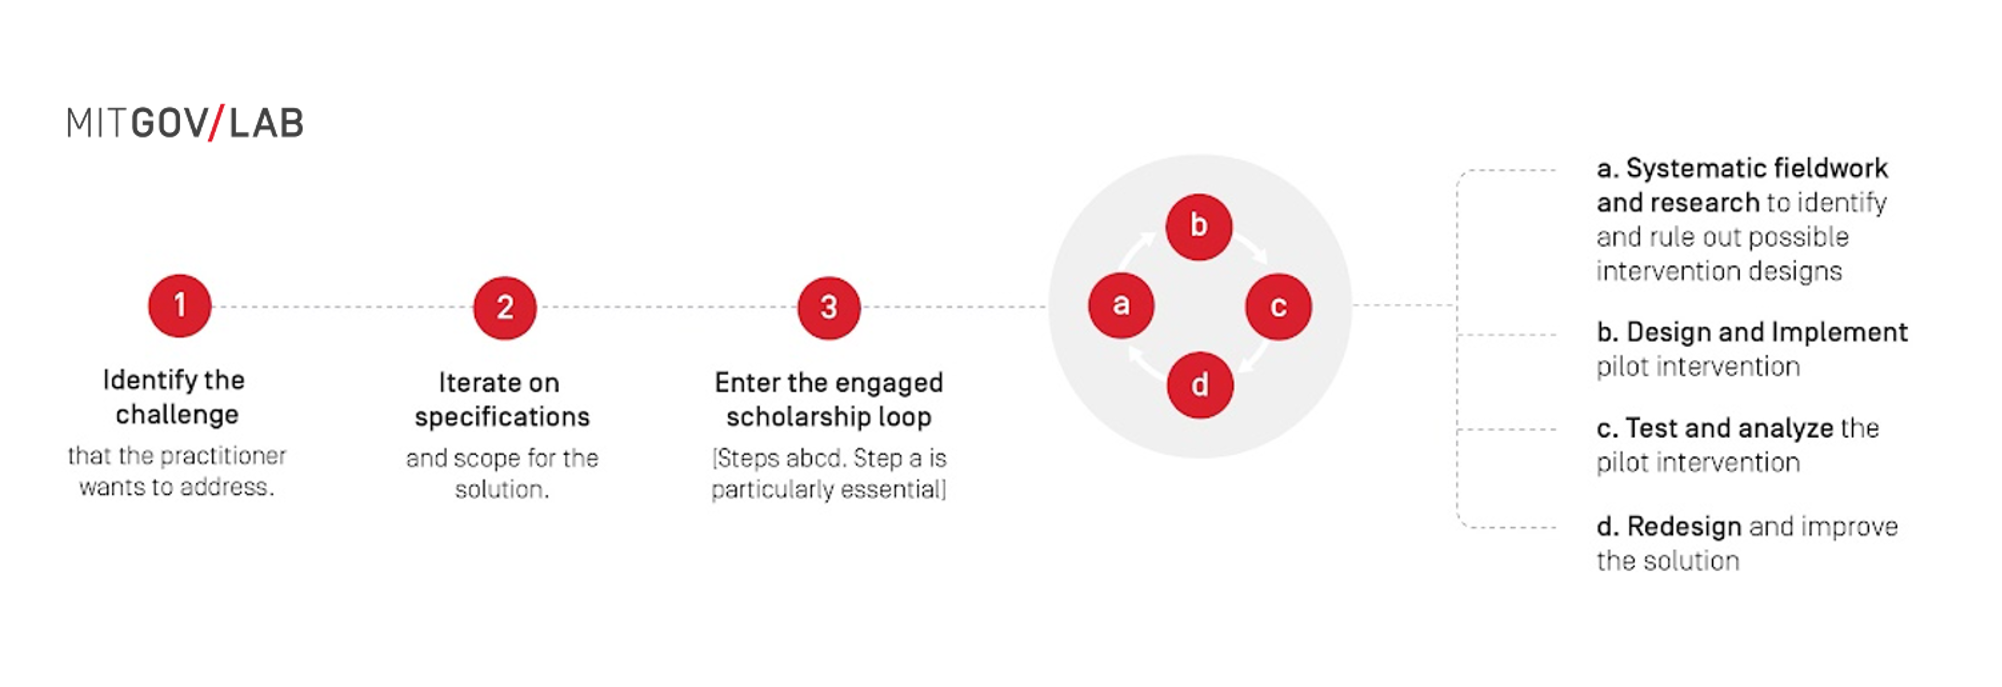 MITGOV/LAB
1
Identify the
challenge
that the practitioner
wants to address.
2
Iterate on
specifications
and scope for the
solution.
3
Enter the engaged
scholarship loop
[Steps abcd. Step a is
particularly essential]
a
b
c
d
a. Systematic fieldwork
and research to identify
and rule out possible
intervention designs
b. Design and Implement
pilot intervention
c. Test and analyze the
pilot intervention
d. Redesign and improve
the solution